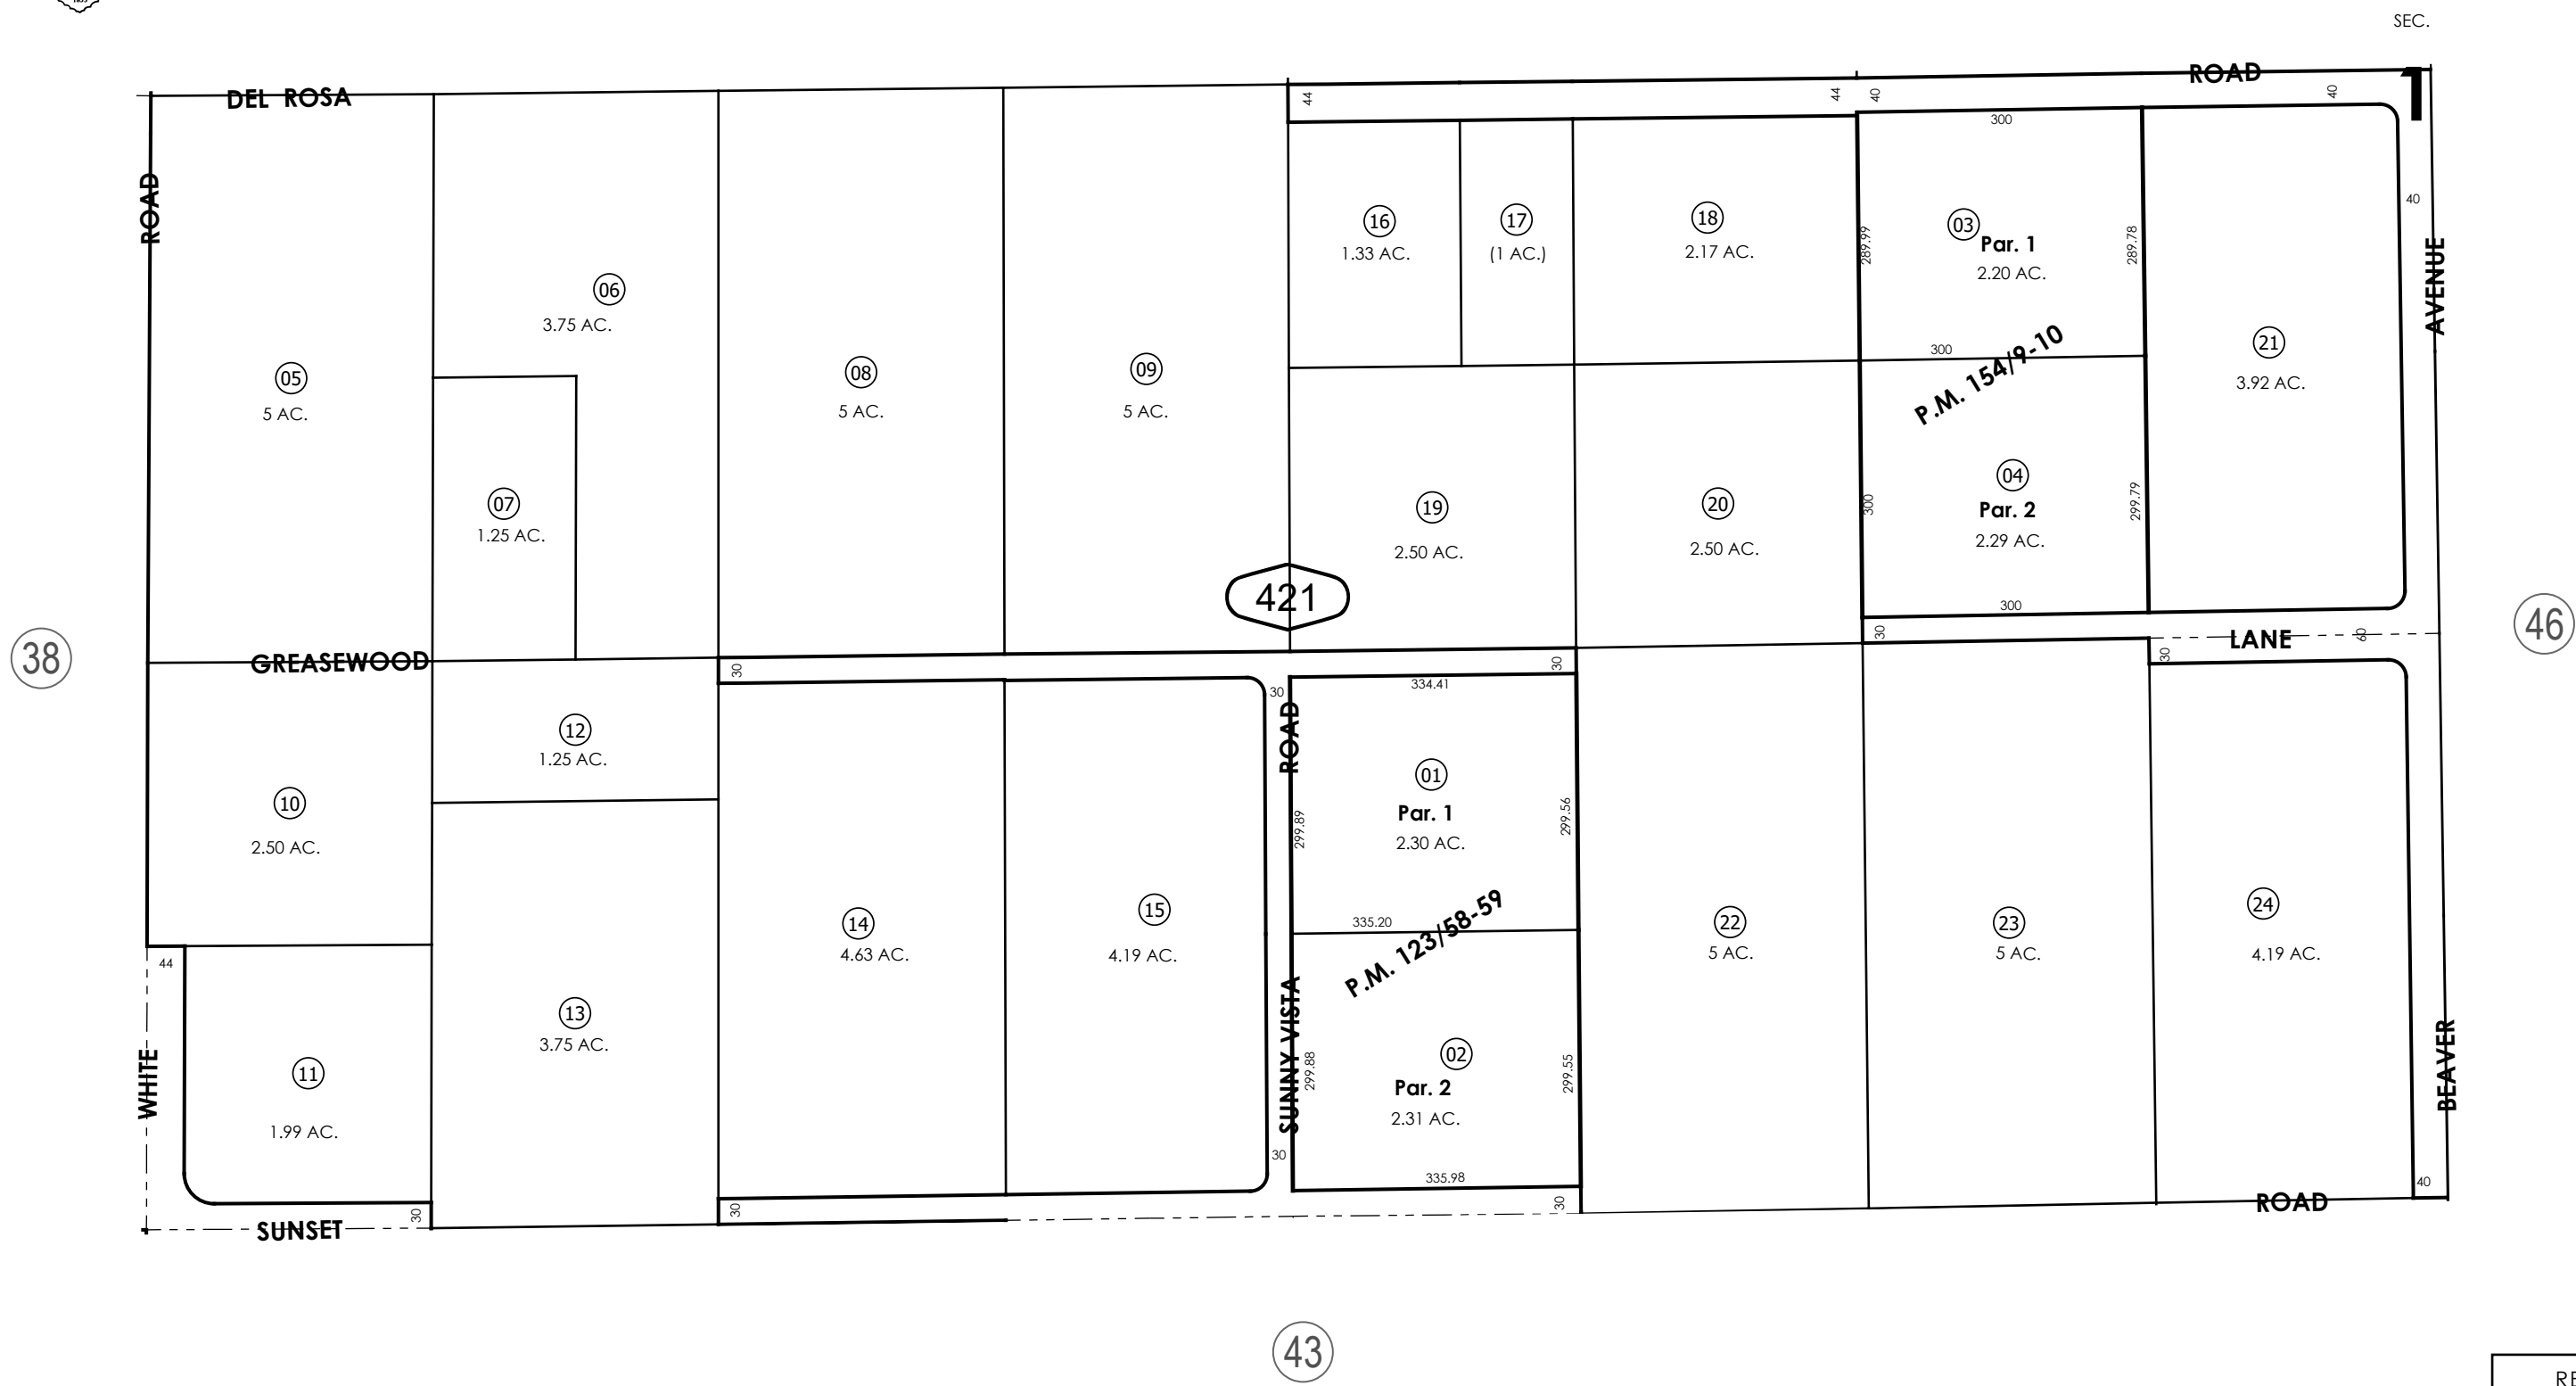 SEC.
1
DEL ROSA
ROAD
ROAD
44
44
40
40
300
40
AVENUE
16
1.33 AC.
17
(1 AC.)
18
2.17 AC.
289.99
03
Par. 1
2.20 AC.
289.78
06
3.75 AC.
05
5 AC.
08
5 AC.
09
5 AC.
300
P.M. 154/9-10
21
3.92 AC.
07
1.25 AC.
19
2.50 AC.
20
2.50 AC.
300
04
Par. 2
2.29 AC.
299.79
421
300
38
46
GREASEWOOD
LANE
30
30
30
30
60
30
ROAD
334.41
12
1.25 AC.
10
2.50 AC.
01
Par. 1
2.30 AC.
299.89
299.56
14
4.63 AC.
15
4.19 AC.
335.20
P.M. 123/58-59
22
5 AC.
23
5 AC.
24
4.19 AC.
44
WHITE
11
1.99 AC.
13
3.75 AC.
SUNNY VISTA
299.88
02
Par. 2
2.31 AC.
299.55
BEAVER
30
335.98
40
30
30
30
SUNSET
ROAD
43